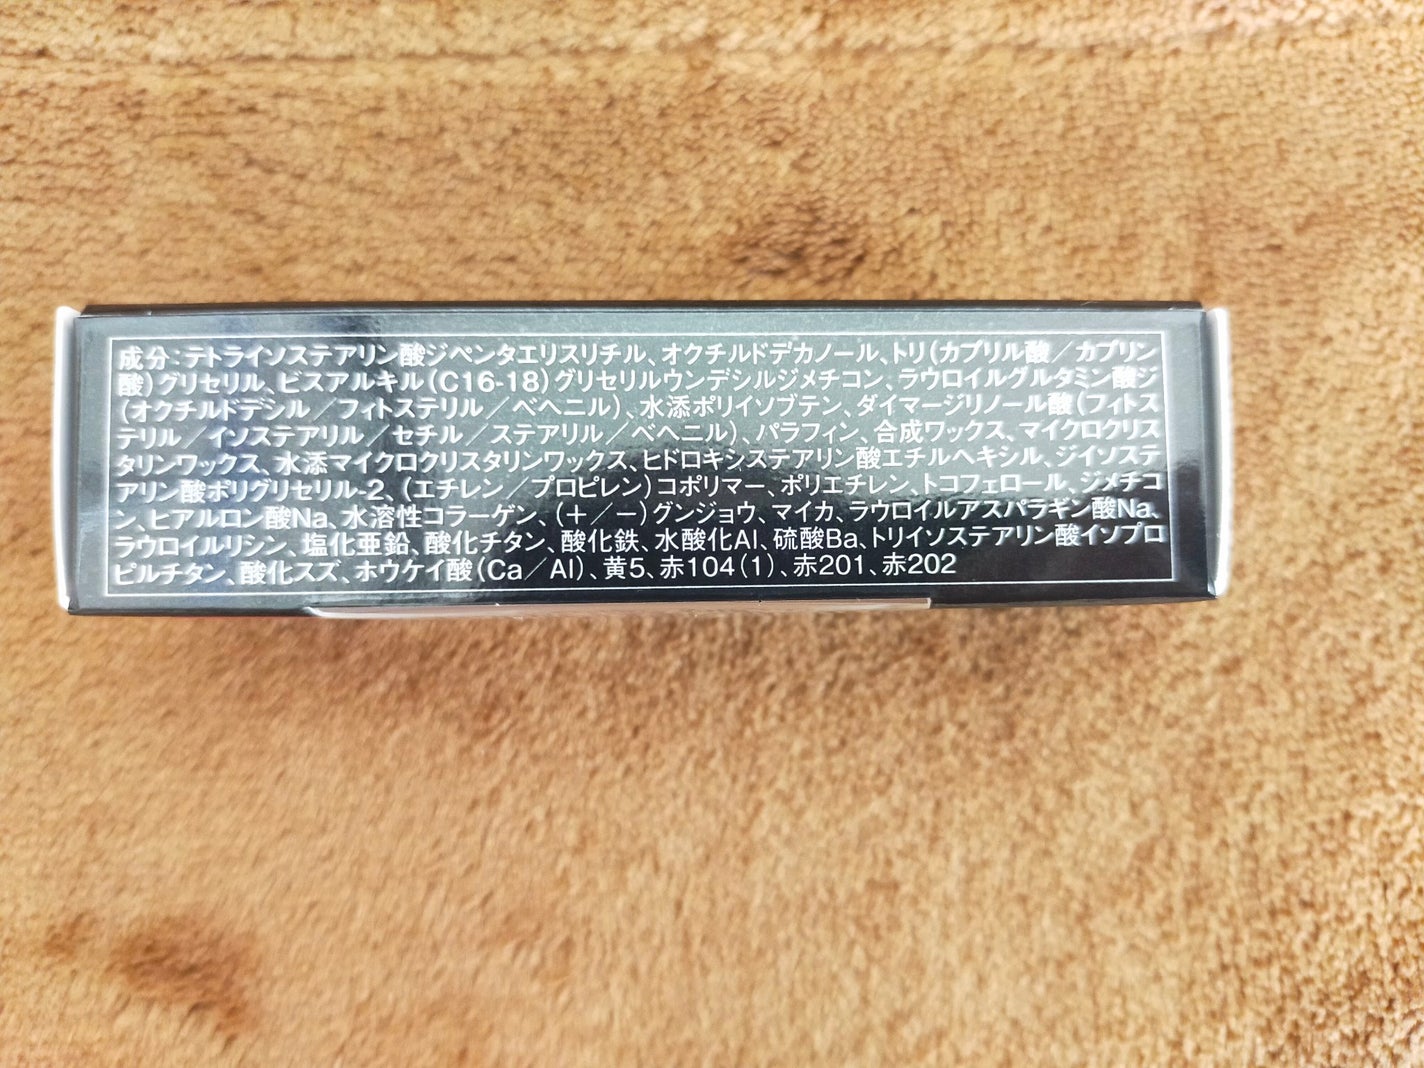 成分：テトライソステアリン酸ジペンタエリスリチル、オクチルドデカノール、トリ（カプリル酸／カプリン
酸）グリセリル、ビスアルキル（C16-18）グリセリルウンデシルジメチコン、ラウロイルグルタミン酸ジ
（オクチルドデシル／フィトステリル／ベヘニル）、水添ポリイソブテン、ダイマージリノール酸（フィトス
テリル／イソステアリル／セチル／ステアリル／ベヘニル）、パラフィン、合成ワックス、マイクロクリス
タリンワックス、水添マイクロクリスタリンワックス、ヒドロキシステアリン酸エチルヘキシル、ジイソステ
アリン酸ポリグリセリル-2、（エチレン／プロピレン）コポリマー、ポリエチレン、トコフェロール、ジメチコ
ン、ヒアルロン酸Na、水溶性コラーゲン、（＋／－）グンジョウ、マイカ、ラウロイルアスパラギン酸Na、
ラウロイルリシン、塩化亜鉛、酸化チタン、酸化鉄、水酸化Al、硫酸Ba、トリイソステアリン酸イソプロ
ピルチタン、酸化スズ、ホウケイ酸（Ca／Al）、黄5、赤104（1）、赤201、赤202